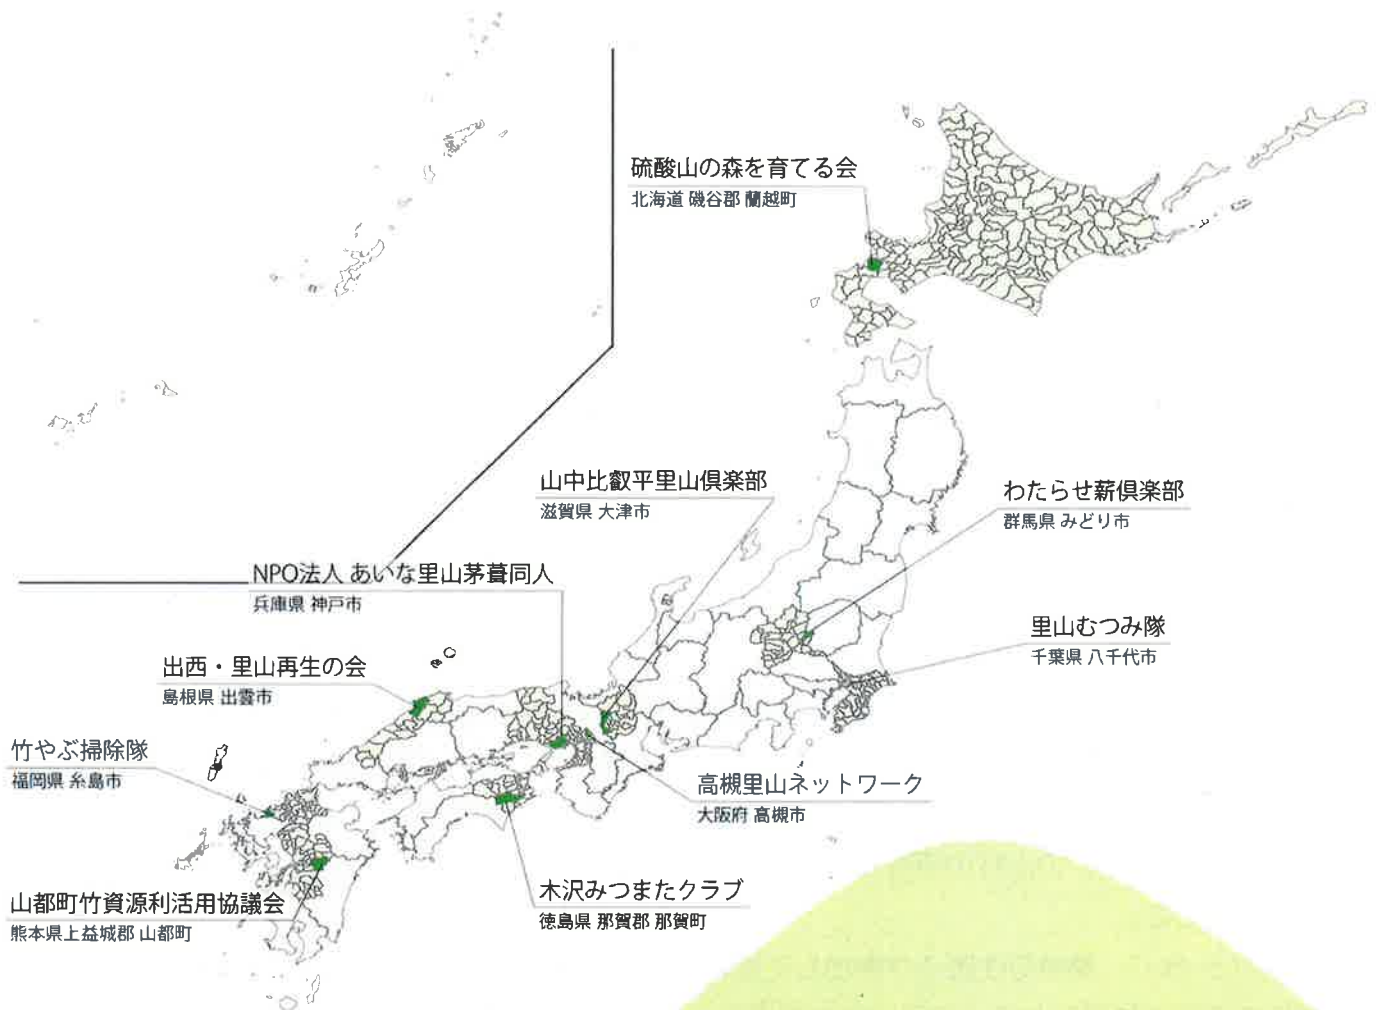 硫酸山の森を育てる会
北海道 磯谷郡 蘭越町
山中比叡平里山倶楽部
滋賀県 大津市
わたらせ薪倶楽部
群馬県 みどり市
NPO法人 あいな里山茅葺同人
兵庫県 神戸市
里山むつみ隊
千葉県 八千代市
出西・里山再生の会
島根県 出雲市
竹やぶ掃除隊
福岡県 糸島市
高槻里山ネットワーク
大阪府 高槻市
木沢みつまたクラブ
徳島県 那賀郡 那賀町
山都町竹資源利活用協議会
熊本県上益城郡 山都町